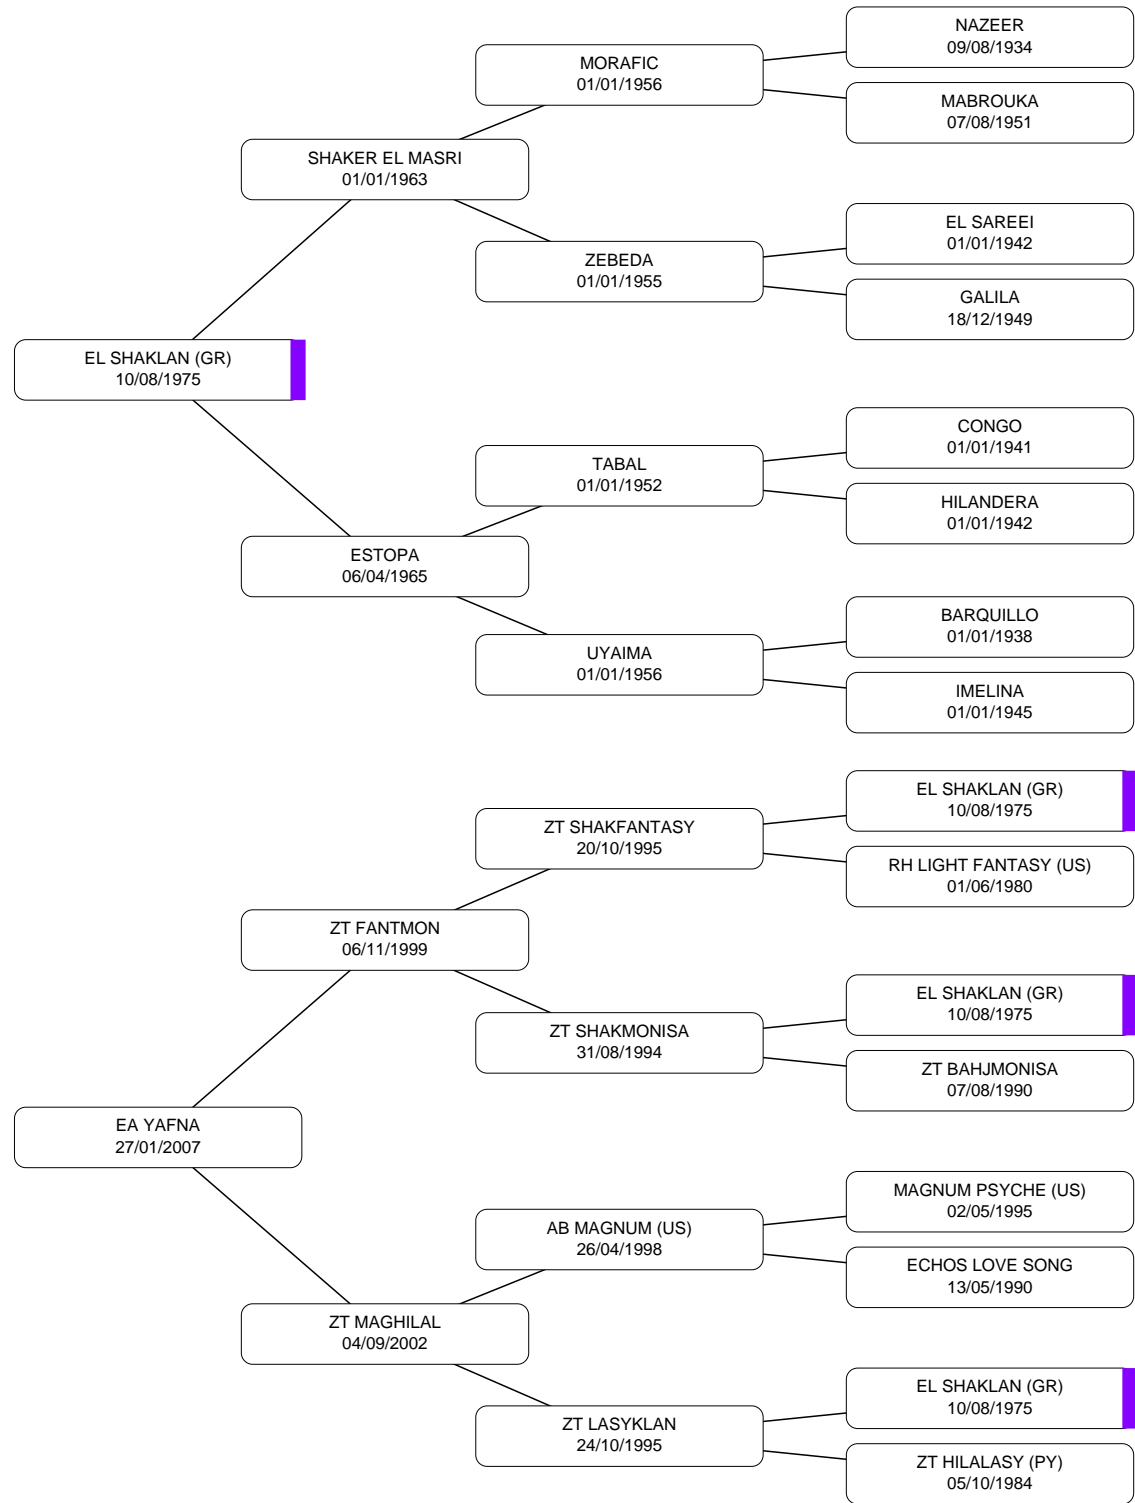 NAZEER
09/08/1934
MORAFIC
01/01/1956
MABROUKA
07/08/1951
SHAKER EL MASRI
01/01/1963
EL SAREEI
01/01/1942
ZEBEDA
01/01/1955
GALILA
18/12/1949
EL SHAKLAN (GR)
10/08/1975
CONGO
01/01/1941
TABAL
01/01/1952
HILANDERA
01/01/1942
ESTOPA
06/04/1965
BARQUILLO
01/01/1938
UYAIMA
01/01/1956
IMELINA
01/01/1945
EL SHAKLAN (GR)
10/08/1975
ZT SHAKFANTASY
20/10/1995
RH LIGHT FANTASY (US)
01/06/1980
ZT FANTMON
06/11/1999
EL SHAKLAN (GR)
10/08/1975
ZT SHAKMONISA
31/08/1994
ZT BAHJMONISA
07/08/1990
EA YAFNA
27/01/2007
MAGNUM PSYCHE (US)
02/05/1995
AB MAGNUM (US)
26/04/1998
ECHOS LOVE SONG
13/05/1990
ZT MAGHILAL
04/09/2002
EL SHAKLAN (GR)
10/08/1975
ZT LASYKLAN
24/10/1995
ZT HILALASY (PY)
05/10/1984